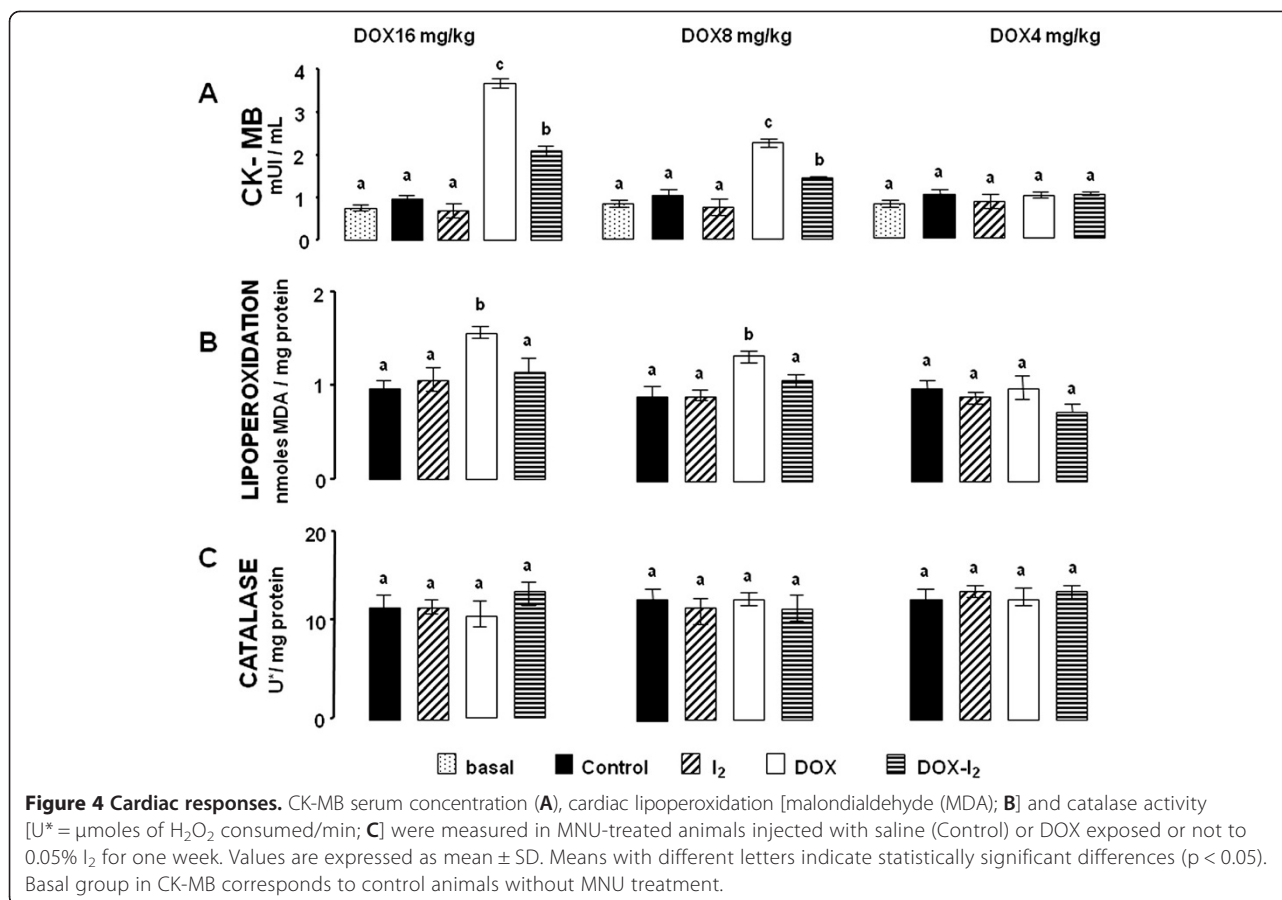 DOX16 mg/kg DOX8 mg/kg DOX4 mg/kg
A
CK-MB
mUI / mL
4
3
2
1
0
a a a c b
a a a c b
a a a a a
B
LIPOPEROXIDATION
nmoles MDA / mg protein
2
1
0
a a b a
a a b a
a a a a
C
CATALASE
U*/ mg protein
20
10
0
a a a a
a a a a
a a a a
basal Control I₂ DOX DOX-I₂
Figure 4 Cardiac responses. CK-MB serum concentration (A), cardiac lipoperoxidation [malondialdehyde (MDA); B] and catalase activity
[U* = μmoles of H₂O₂ consumed/min; C] were measured in MNU-treated animals injected with saline (Control) or DOX exposed or not to
0.05% I₂ for one week. Values are expressed as mean ± SD. Means with different letters indicate statistically significant differences (p < 0.05).
Basal group in CK-MB corresponds to control animals without MNU treatment.